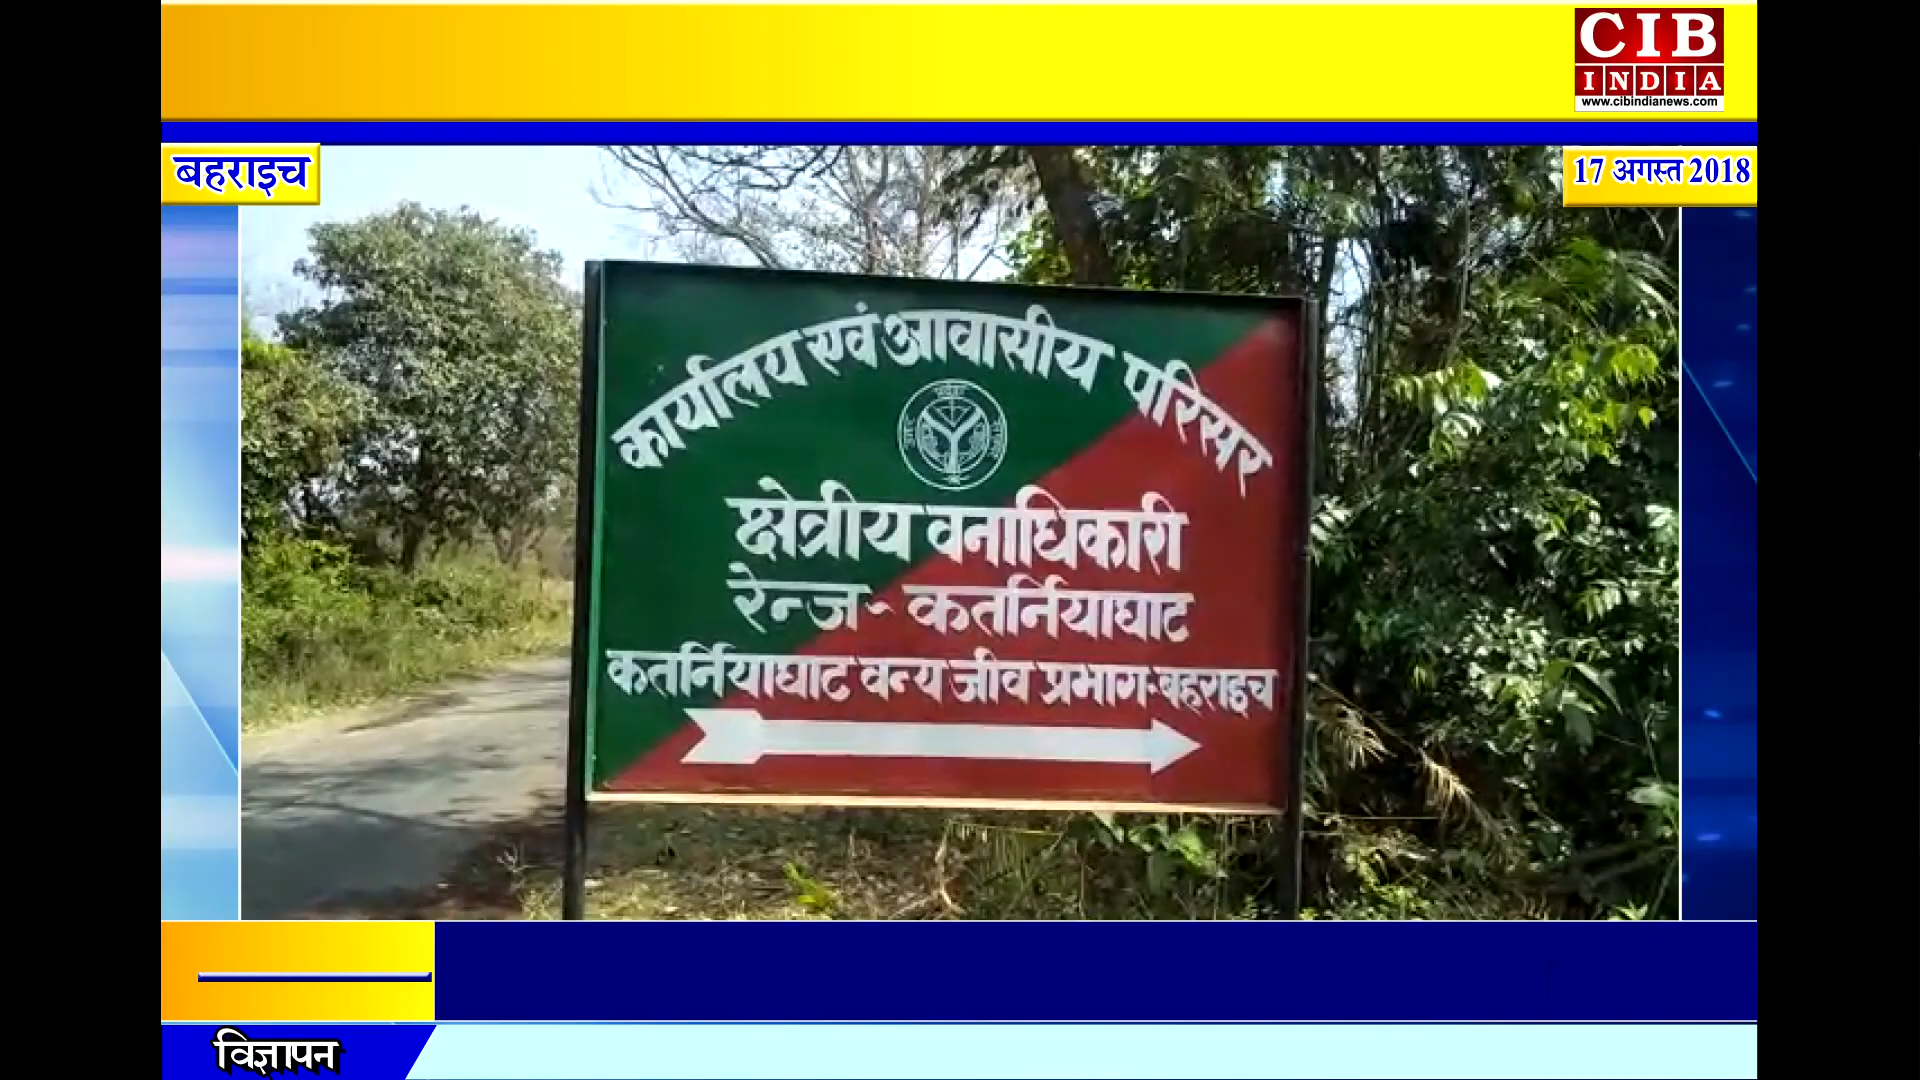 CIB
INDIA
www.cibindianews.com
बहराइच
17 अगस्त 2018
कार्यालय एवं आवासीय परिसर
क्षेत्रीय वनाधिकारी
रेन्ज- कतर्नियाघाट
कतर्नियाघाट वन्य जीव प्रभाग-बहराइच
विज्ञापन